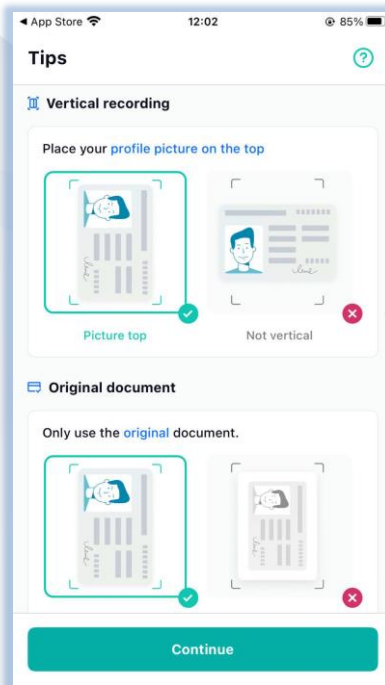 ◀ App Store 12:02 85%
Tips ?
Vertical recording
Place your profile picture on the top
Picture top Not vertical
Original document
Only use the original document.
Continue